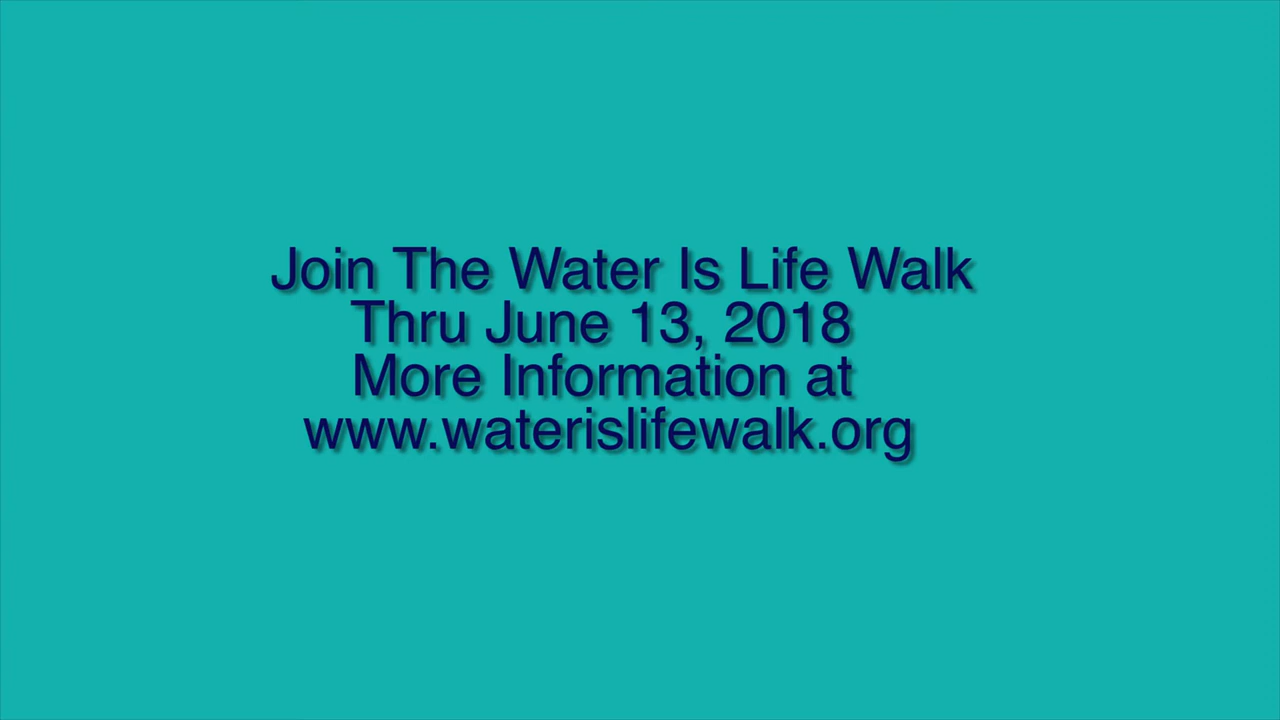 Join The Water Is Life Walk
Thru June 13, 2018
More Information at
www.waterislifewalk.org